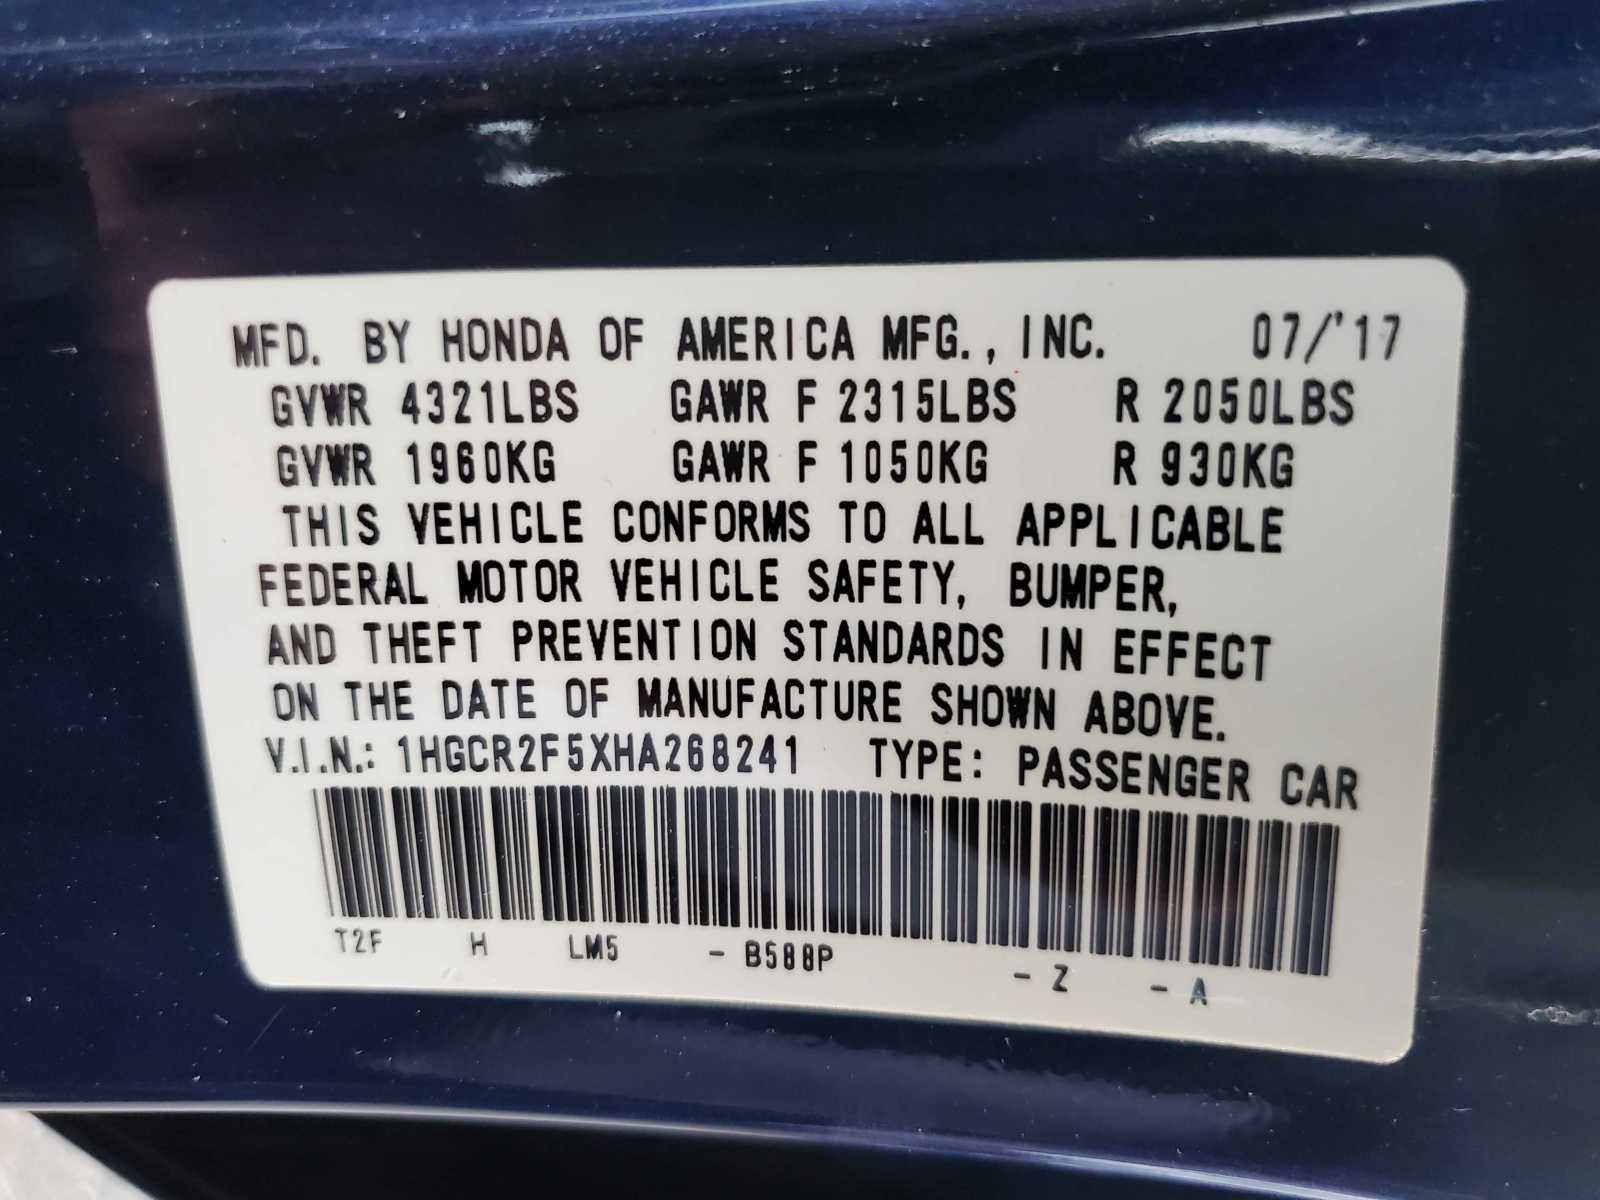 MFD. BY HONDA OF AMERICA MFG., INC. 07/'17
GVWR 4321LBS GAWR F 2315LBS R 2050LBS
GVWR 1960KG GAWR F 1050KG R 930KG
THIS VEHICLE CONFORMS TO ALL APPLICABLE
FEDERAL MOTOR VEHICLE SAFETY, BUMPER,
AND THEFT PREVENTION STANDARDS IN EFFECT
ON THE DATE OF MANUFACTURE SHOWN ABOVE.
V.I.N.: 1HGCR2F5XHA268241 TYPE: PASSENGER CAR
T2F H LM5 - B588P - Z - A